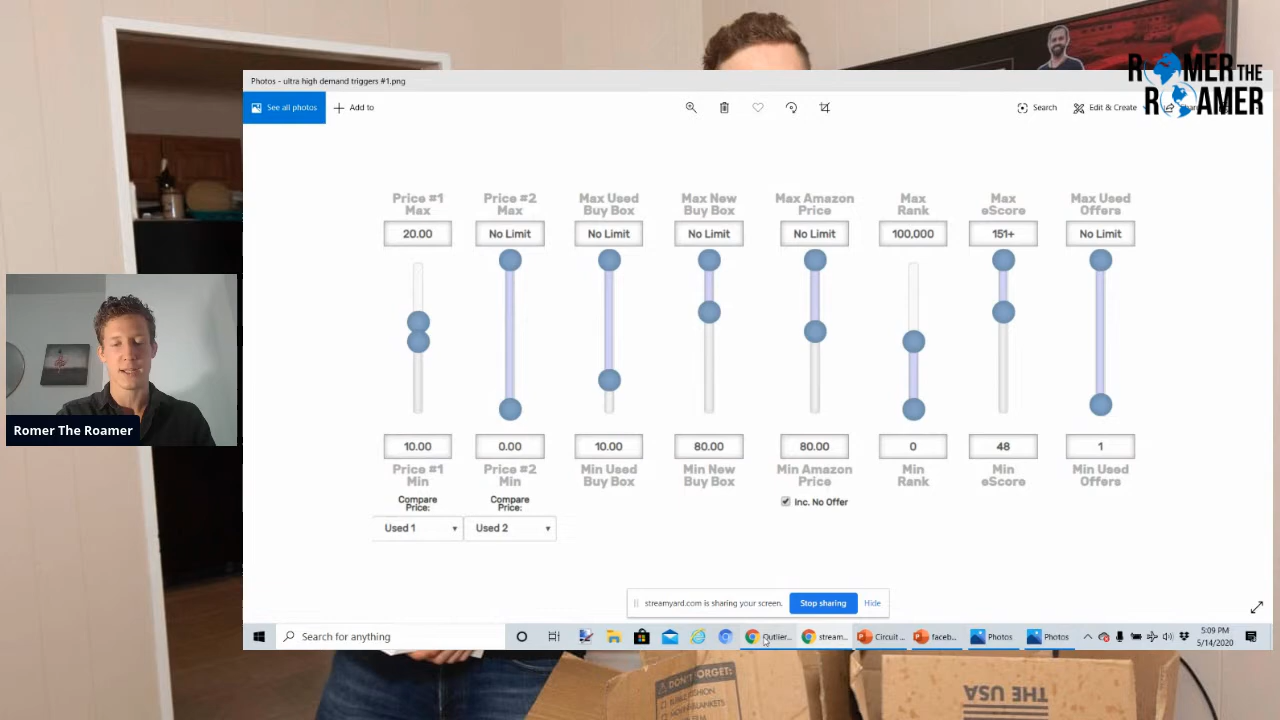 Photos - ultra high demand triggers #1.png
ROMER THE
ROAMER
See all photos
Add to
Search
Edit & Create
Price #1
Max
Price #2
Max
Max Used
Buy Box
Max New
Buy Box
Max Amazon
Price
Max
Rank
Max
eScore
Max Used
Offers
20.00
No Limit
No Limit
No Limit
No Limit
100,000
151+
No Limit
10.00
0.00
10.00
80.00
80.00
0
48
1
Price #1
Min
Price #2
Min
Min Used
Buy Box
Min New
Buy Box
Min Amazon
Price
Min
Rank
Min
eScore
Min Used
Offers
Compare
Price:
Compare
Price:
Inc. No Offer
Used 1
Used 2
Romer The Roamer
streamyard.com is sharing your screen.
Stop sharing
Hide
Search for anything
Outlier...
stream...
Circuit ...
faceb...
Photos
Photos
5:09 PM
5/14/2020
DON'T FORGET:
THE USA